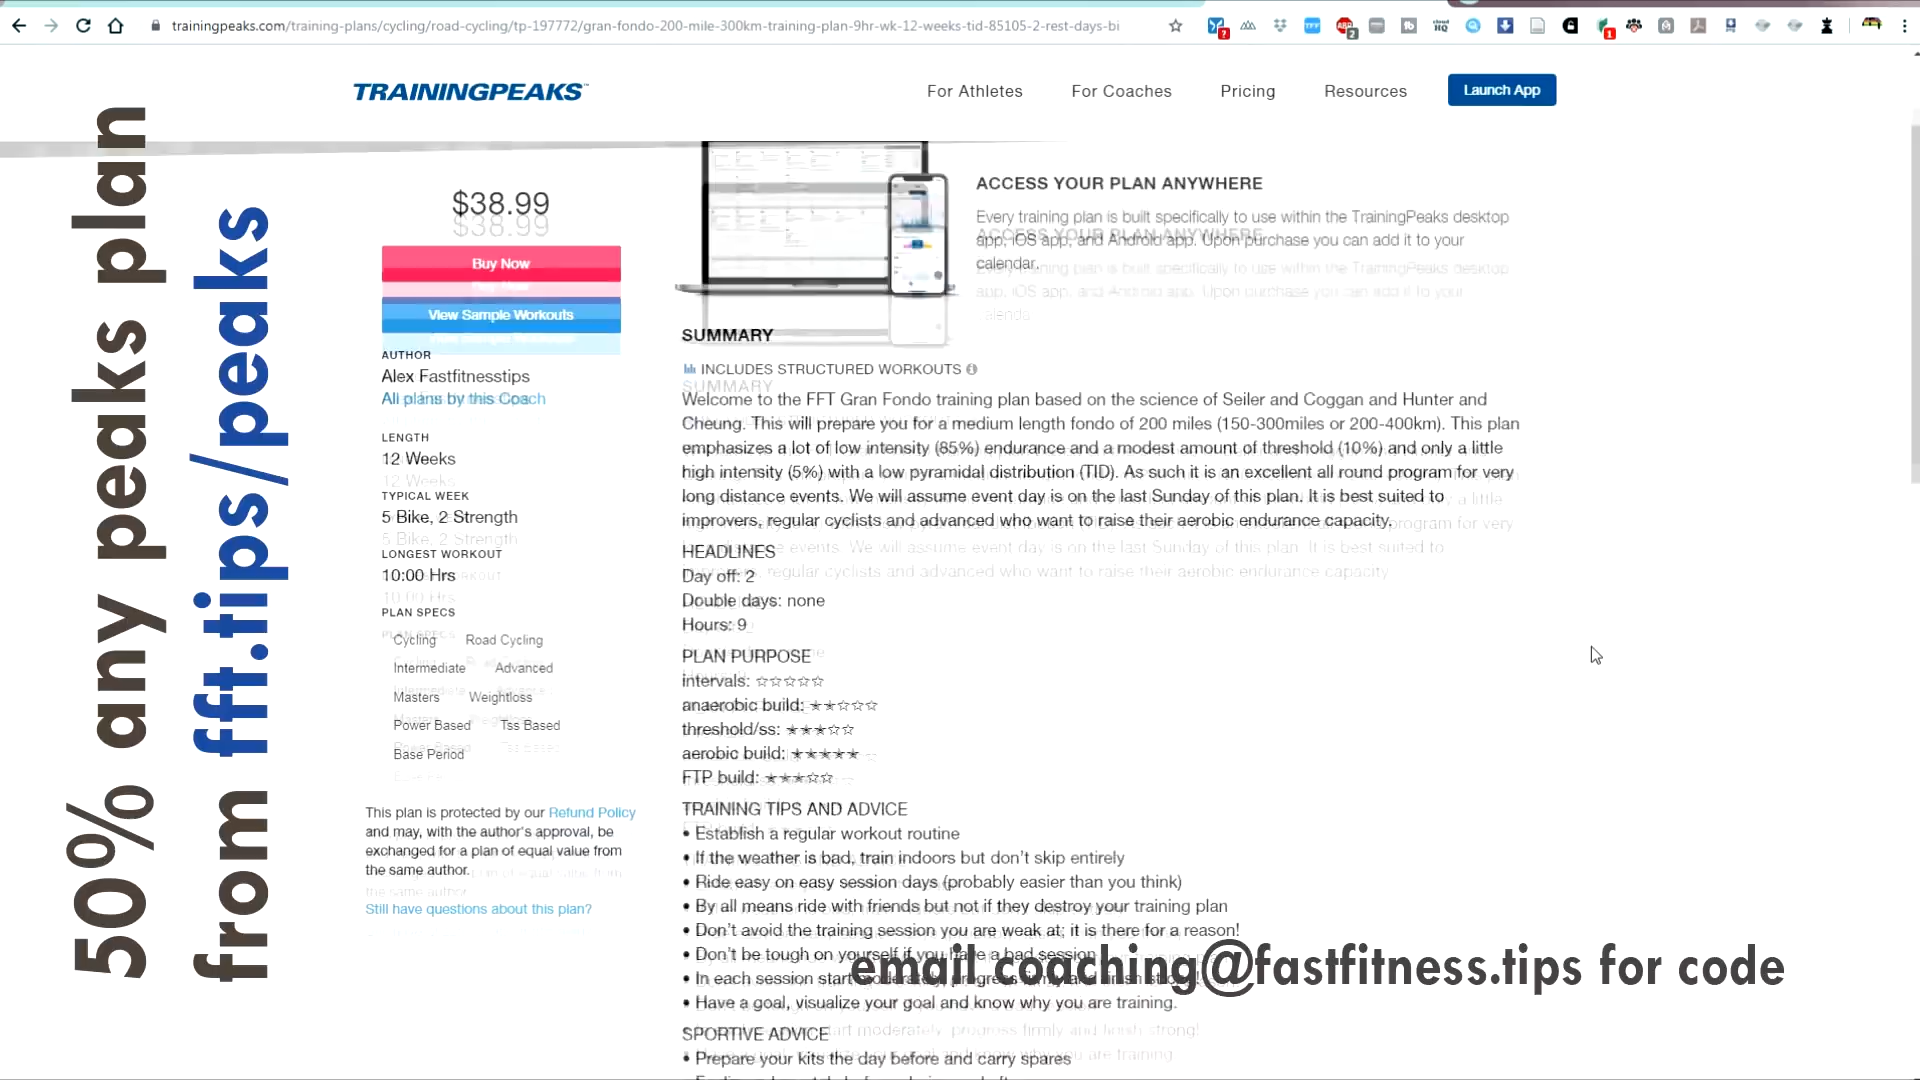 trainingpeaks.com/training-plans/cycling/road-cycling/tp-197772/gran-fondo-200-mile-300km-training-plan-9hr-wk-12-weeks-tid-85105-2-rest-days-bi
TRAININGPEAKS
For Athletes
For Coaches
Pricing
Resources
Launch App
50% any peaks plan
from fft.tips/peaks
$38.99
Buy Now
View Sample Workouts
AUTHOR
Alex Fastfitnesstips
All plans by this Coach
LENGTH
12 Weeks
TYPICAL WEEK
5 Bike, 2 Strength
LONGEST WORKOUT
10:00 Hrs
PLAN SPECS
Cycling Road Cycling
Intermediate Advanced
Masters Weightloss
Power Based Tss Based
Base Period
This plan is protected by our Refund Policy
and may, with the author's approval, be
exchanged for a plan of equal value from
the same author.
Still have questions about this plan?
ACCESS YOUR PLAN ANYWHERE
Every training plan is built specifically to use within the TrainingPeaks desktop
app, iOS app, and Android app. Upon purchase you can add it to your
calendar.
SUMMARY
INCLUDES STRUCTURED WORKOUTS
Welcome to the FFT Gran Fondo training plan based on the science of Seiler and Coggan and Hunter and
Cheung. This will prepare you for a medium length fondo of 200 miles (150-300miles or 200-400km). This plan
emphasizes a lot of low intensity (85%) endurance and a modest amount of threshold (10%) and only a little
high intensity (5%) with a low pyramidal distribution (TID). As such it is an excellent all round program for very
long distance events. We will assume event day is on the last Sunday of this plan. It is best suited to
improvers, regular cyclists and advanced who want to raise their aerobic endurance capacity.
HEADLINES
Day off: 2
Double days: none
Hours: 9
PLAN PURPOSE
intervals: ☆☆☆☆☆
anaerobic build: ★★☆☆☆
threshold/ss: ★★★☆☆
aerobic build: ★★★★★
FTP build: ★★★☆☆
TRAINING TIPS AND ADVICE
• Establish a regular workout routine
• If the weather is bad, train indoors but don't skip entirely
• Ride easy on easy session days (probably easier than you think)
• By all means ride with friends but not if they destroy your training plan
• Don't avoid the training session you are weak at; it is there for a reason!
• Don't be tough on yourself if you have a bad session
• In each session start moderately, progress firmly and finish strong!
• Have a goal, visualize your goal and know why you are training.
SPORTIVE ADVICE
• Prepare your kits the day before and carry spares
email coaching@fastfitness.tips for code